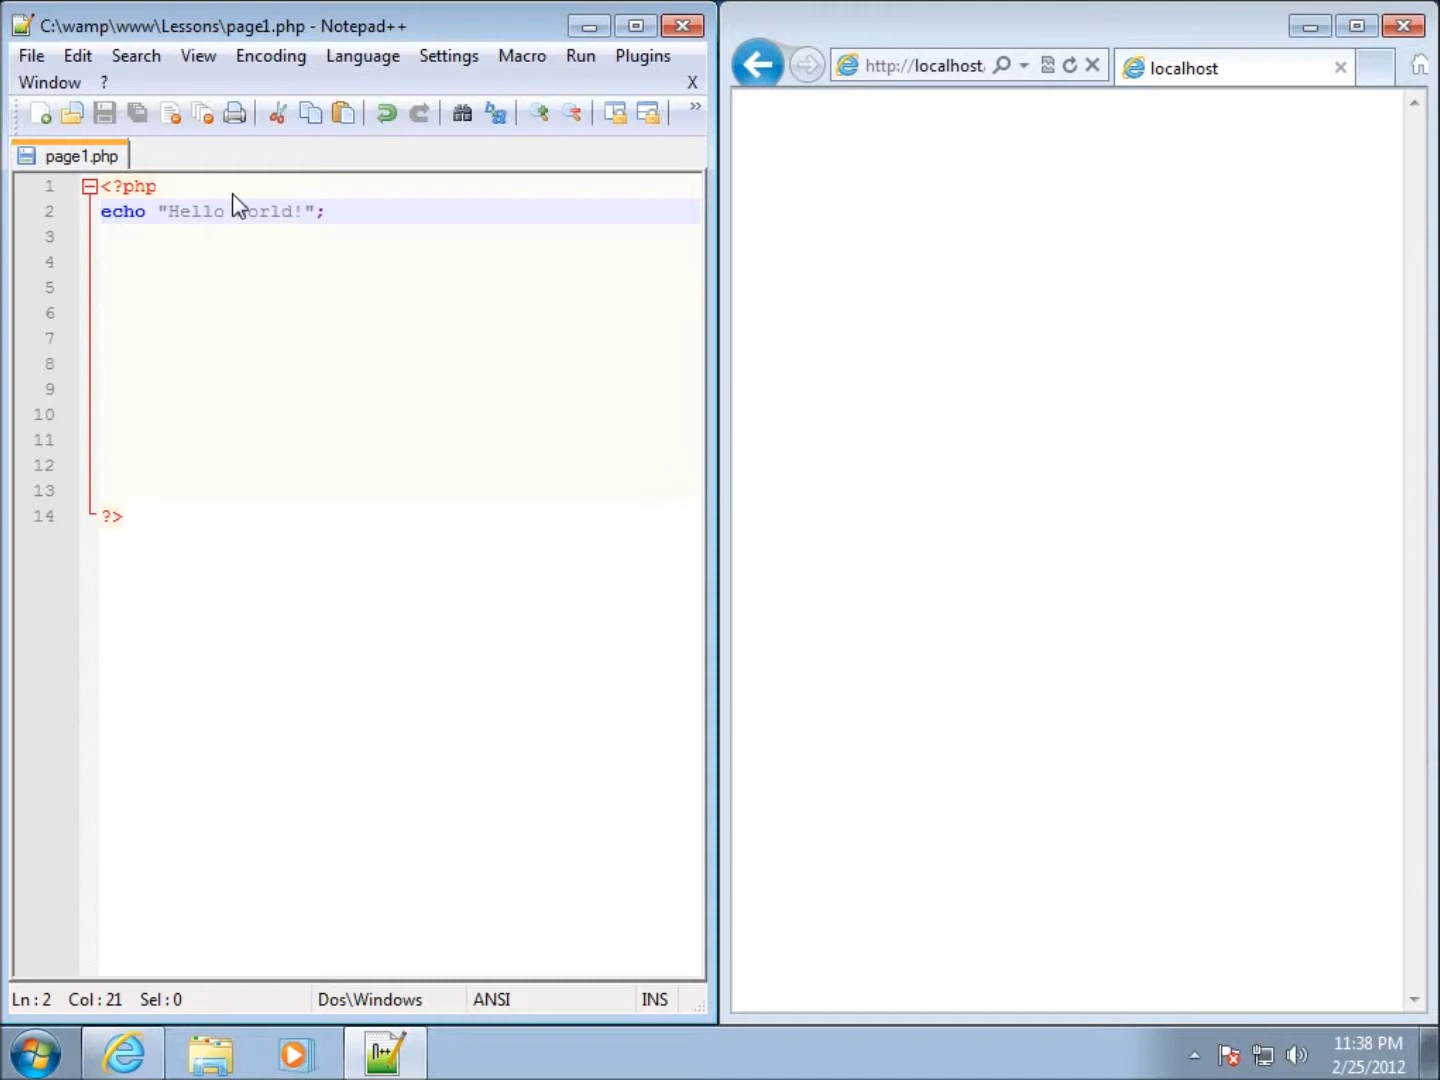 C:\wamp\www\Lessons\page1.php - Notepad++
File Edit Search View Encoding Language Settings Macro Run Plugins
Window ? X
page1.php
1 <?php
2 echo "Hello World!";
3
4
5
6
7
8
9
10
11
12
13
14 ?>
Ln : 2 Col : 21 Sel : 0 Dos\Windows ANSI INS
http://localhost
localhost
11:38 PM
2/25/2012